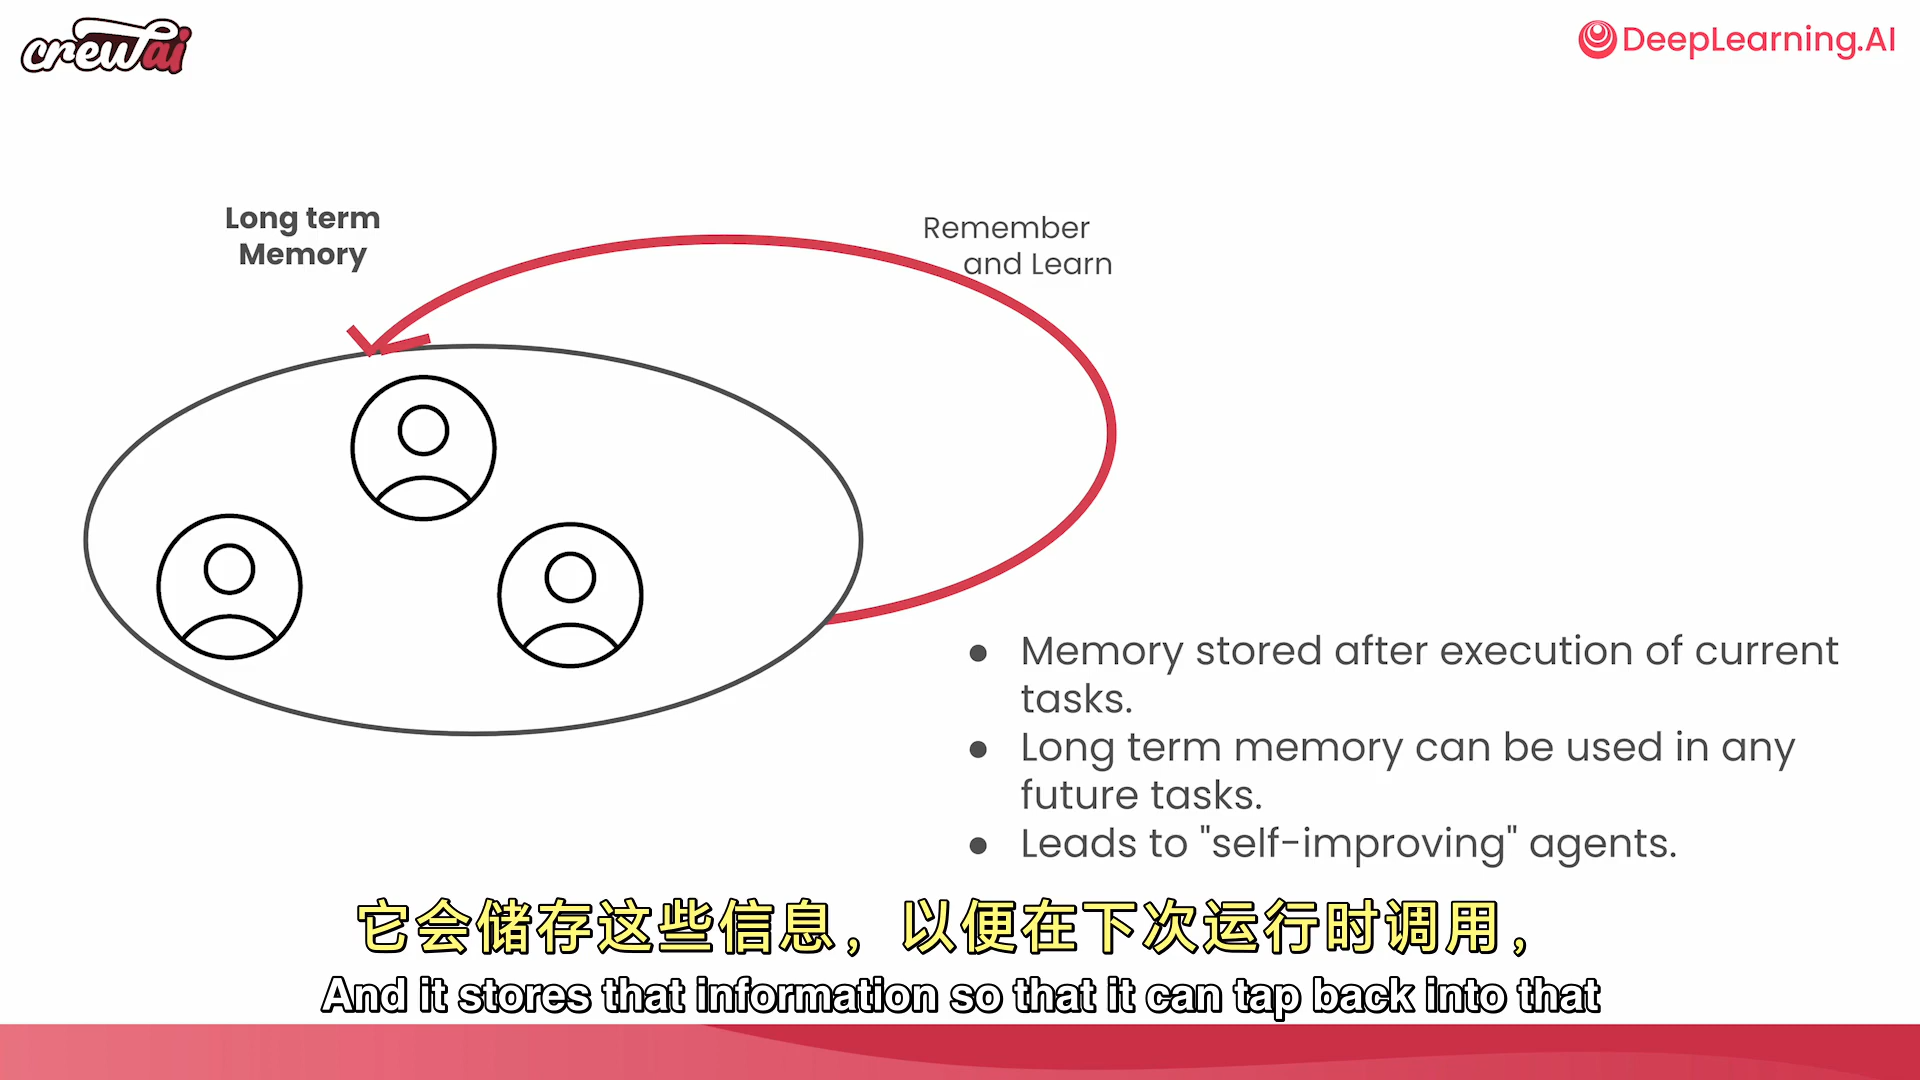 crewai
DeepLearning.AI
Long term
Memory
Remember
and Learn
● Memory stored after execution of current
tasks.
● Long term memory can be used in any
future tasks.
● Leads to "self-improving" agents.
它会储存这些信息，以便在下次运行时调用，
And it stores that information so that it can tap back into that